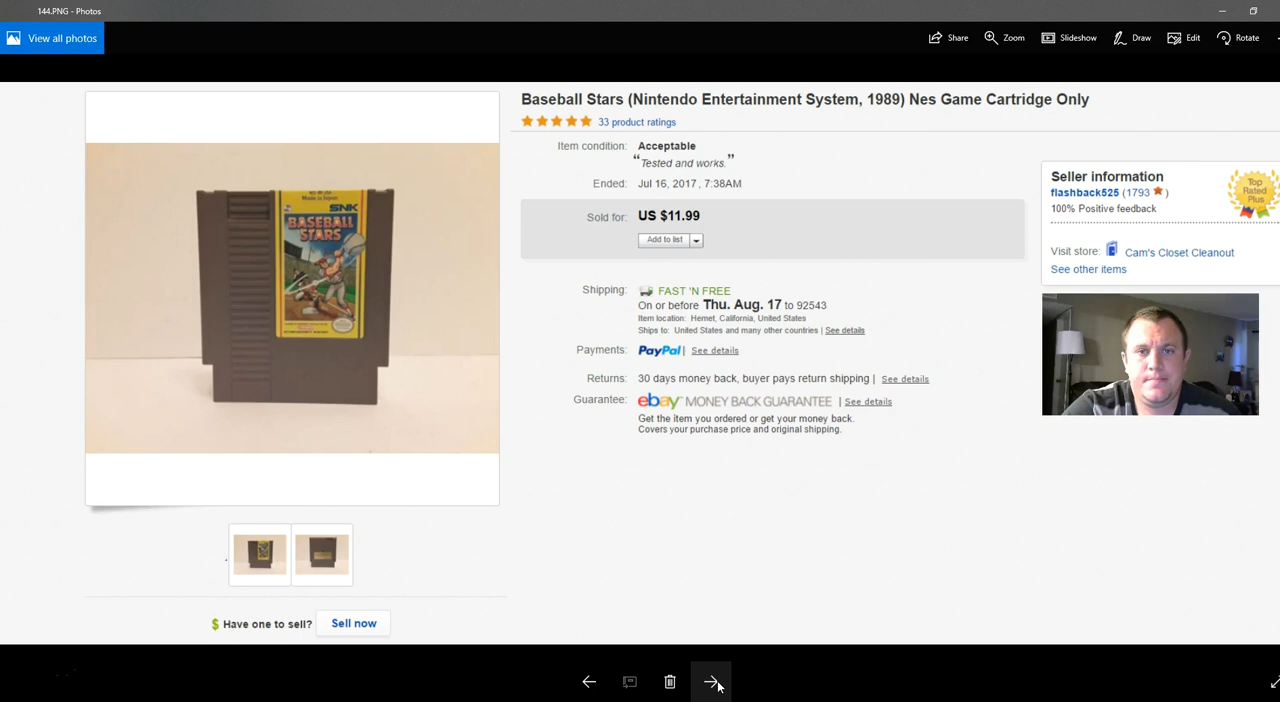 144.PNG - Photos
View all photos
Share
Zoom
Slideshow
Draw
Edit
Rotate
Baseball Stars (Nintendo Entertainment System, 1989) Nes Game Cartridge Only
33 product ratings
Item condition: Acceptable
“Tested and works.”
Ended: Jul 16, 2017 , 7:38AM
Sold for: US $11.99
Add to list
Shipping: FAST 'N FREE
On or before Thu. Aug. 17 to 92543
Item location: Hemet, California, United States
Ships to: United States and many other countries | See details
Payments: PayPal | See details
Returns: 30 days money back, buyer pays return shipping | See details
Guarantee: ebay MONEY BACK GUARANTEE | See details
Get the item you ordered or get your money back.
Covers your purchase price and original shipping.
Seller information
flashback525 (1793 )
100% Positive feedback
Top
Rated
Plus
Visit store: Cam's Closet Cleanout
See other items
Made in Japan
SNK
BASEBALL
STARS
$ Have one to sell? Sell now